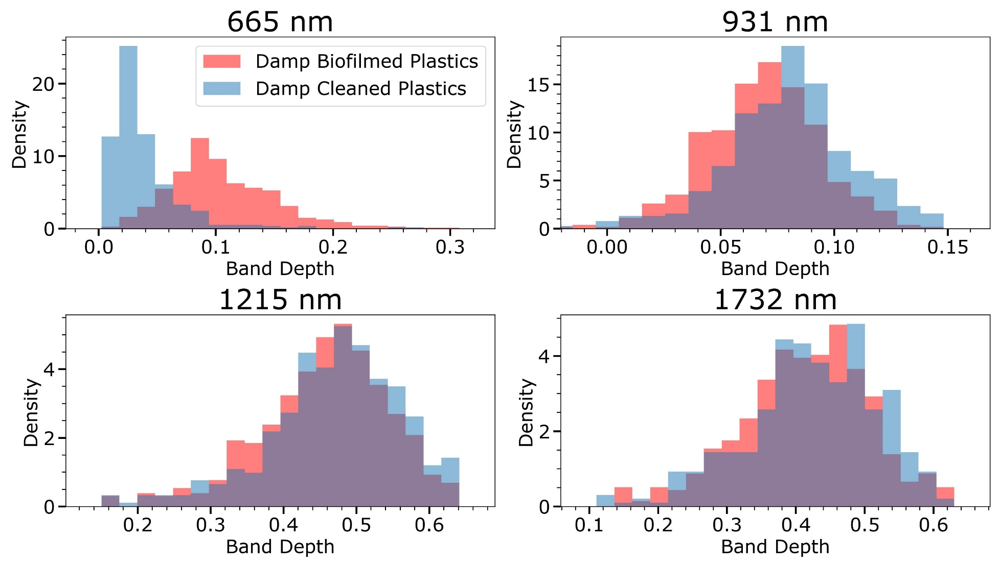 665 nm
Damp Biofilmed Plastics
Damp Cleaned Plastics
Density
20
10
0
0.0 0.1 0.2 0.3
Band Depth
931 nm
Density
15
10
5
0
0.00 0.05 0.10 0.15
Band Depth
1215 nm
Density
4
2
0
0.2 0.3 0.4 0.5 0.6
Band Depth
1732 nm
Density
4
2
0
0.1 0.2 0.3 0.4 0.5 0.6
Band Depth